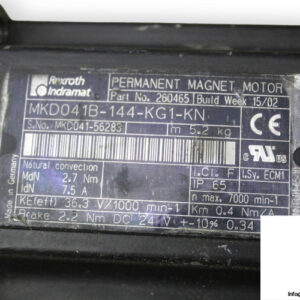 Rexroth Indramat
PERMANENT MAGNET MOTOR
Part No. 260465 Build Week 15/02
MKD041B-144-KG1-KN
S.No. MKD041-56283 m 5.2 kg
CE
Natural convection
I.Cl. F I.Sy. ECM1
MdN 2.7 Nm IP 65
IdN 7.5 A n max 7000 min-1
KE(eff) 36.3 V/1000 min-1 Km 0.4 Nm/A
Brake 2.2 Nm DC 24 V +-10% 0.34